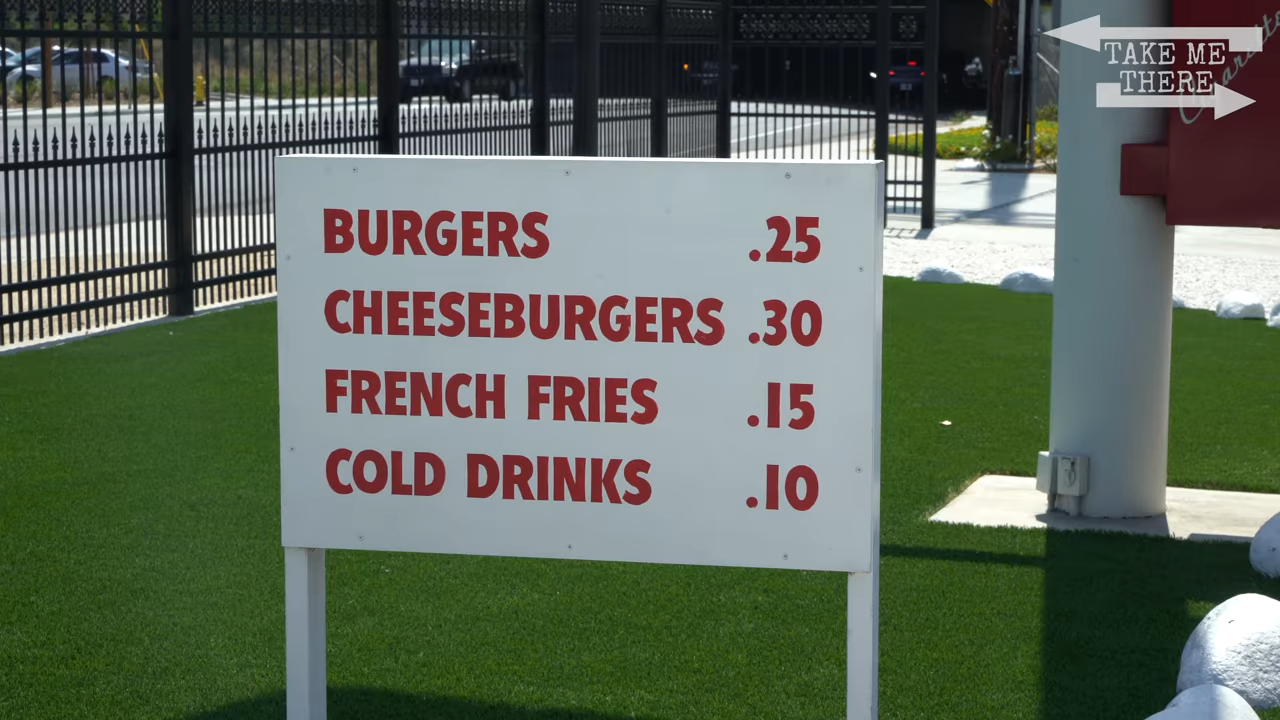 TAKE ME
THERE
BURGERS .25
CHEESEBURGERS .30
FRENCH FRIES .15
COLD DRINKS .10